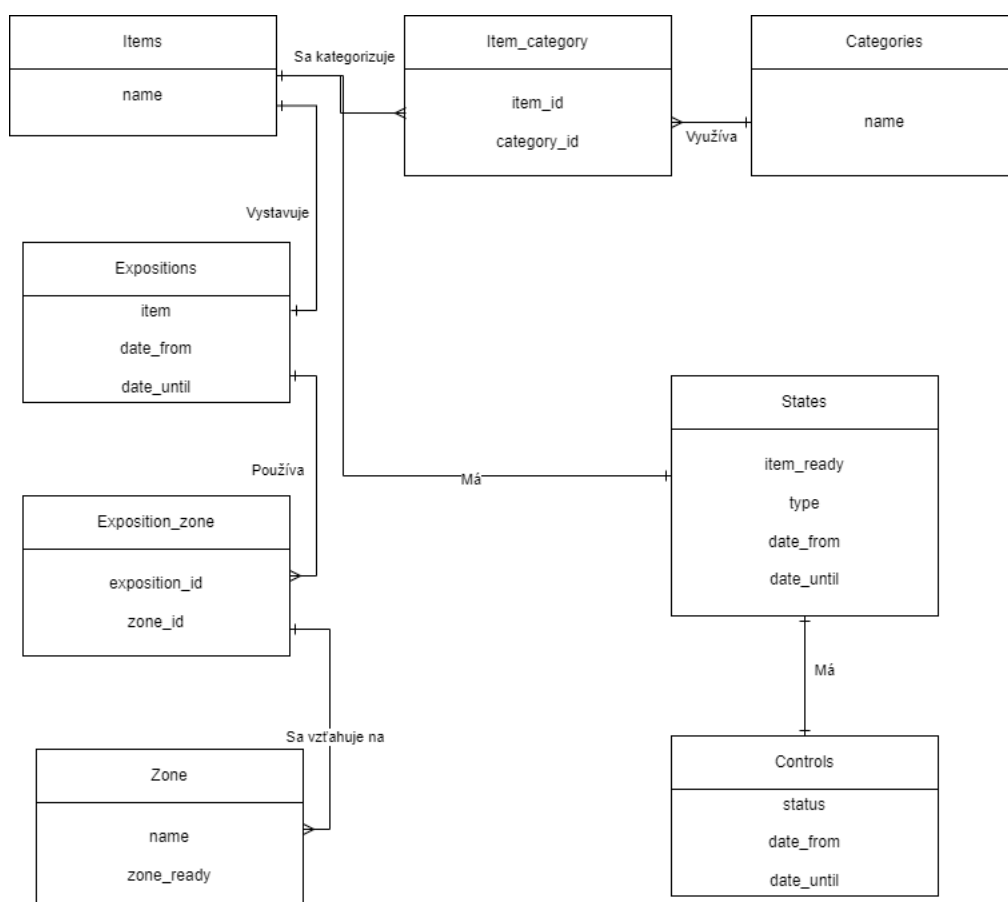 Items
name
Sa kategorizuje
Item_category
item_id
category_id
Využíva
Categories
name
Vystavuje
Expositions
item
date_from
date_until
Používa
Má
States
item_ready
type
date_from
date_until
Exposition_zone
exposition_id
zone_id
Má
Sa vzťahuje na
Zone
name
zone_ready
Controls
status
date_from
date_until